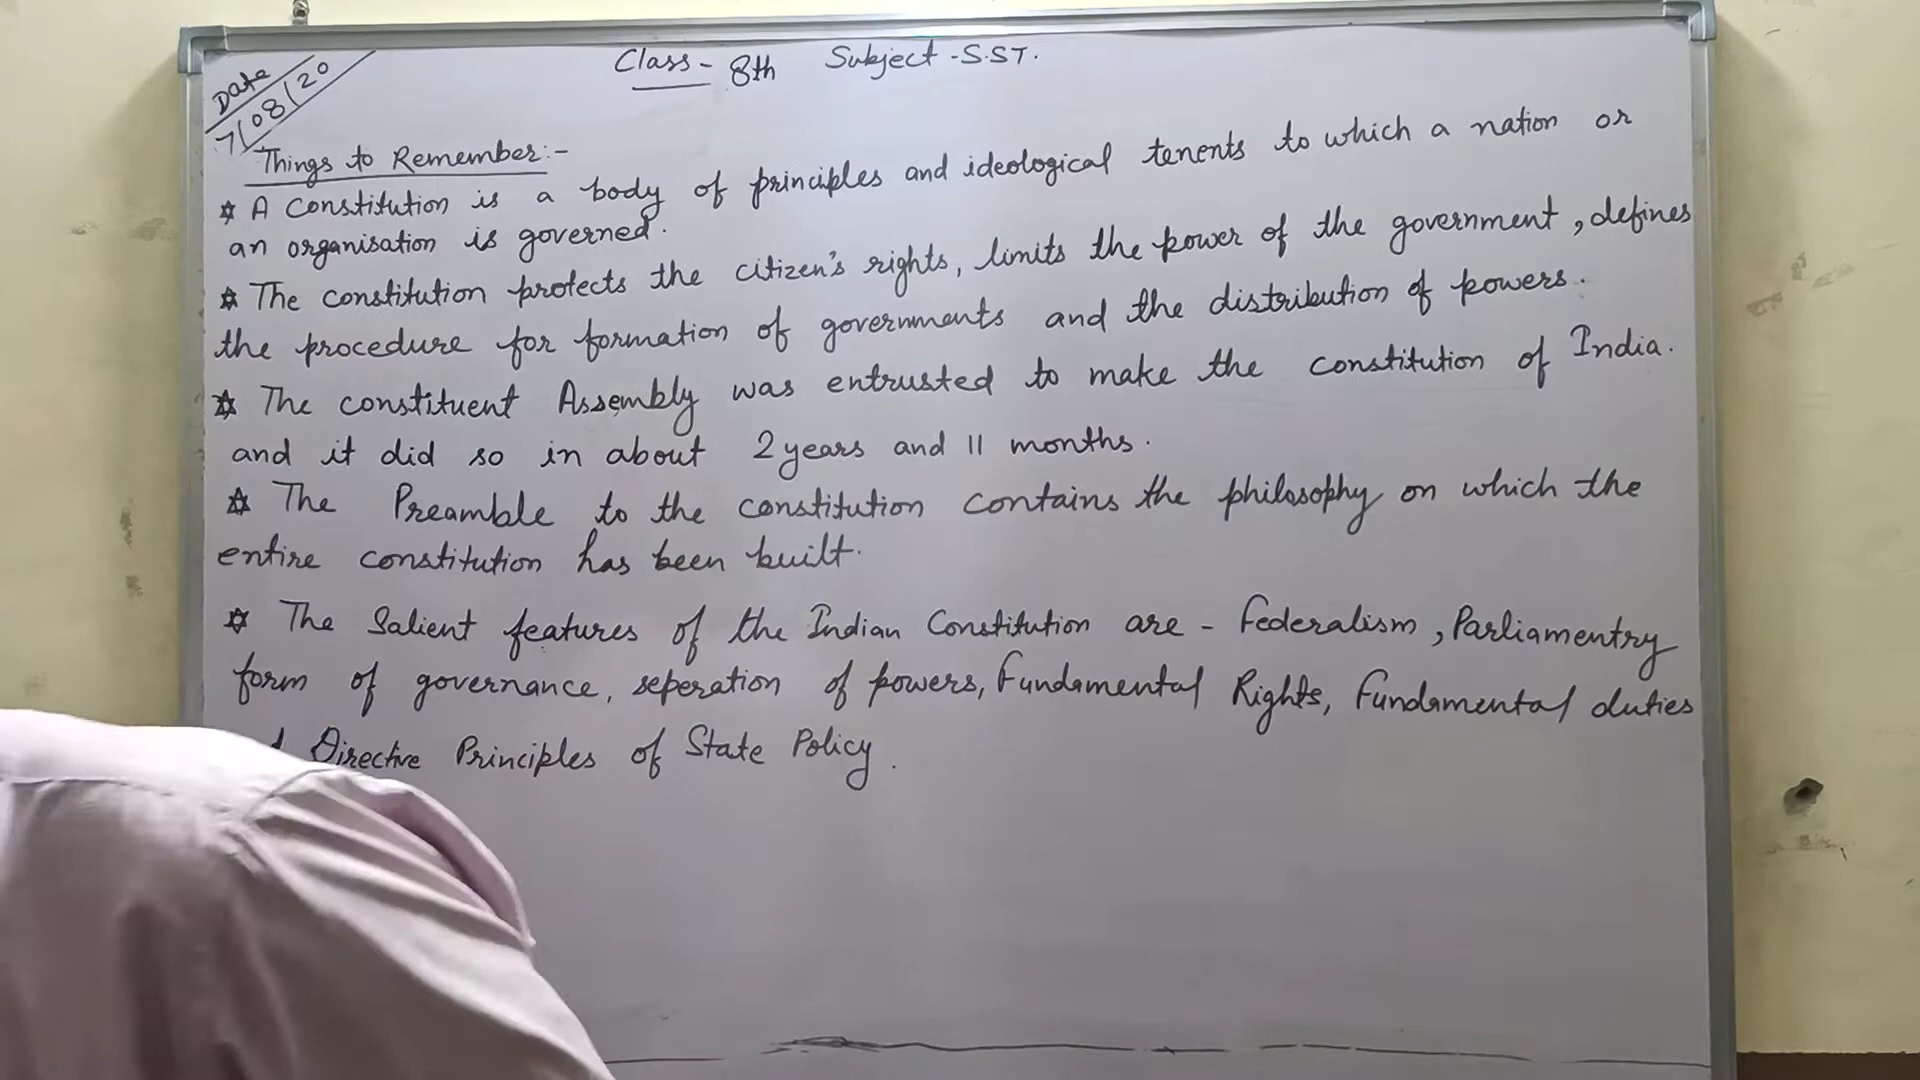 Date
7/08/20
Class - 8th Subject - S.ST.
Things to Remember:-
☆ A constitution is a body of principles and ideological tenents to which a nation or
an organisation is governed.
☆ The constitution protects the citizen's rights, limits the power of the government, defines
the procedure for formation of governments and the distribution of powers.
☆ The constituent Assembly was entrusted to make the constitution of India.
and it did so in about 2 years and 11 months.
☆ The Preamble to the constitution contains the philosophy on which the
entire constitution has been built.
☆ The Salient features of the Indian Constitution are - Federalism, Parliamentry
form of governance, seperation of powers, Fundamental Rights, Fundamental duties
Directive Principles of State Policy.